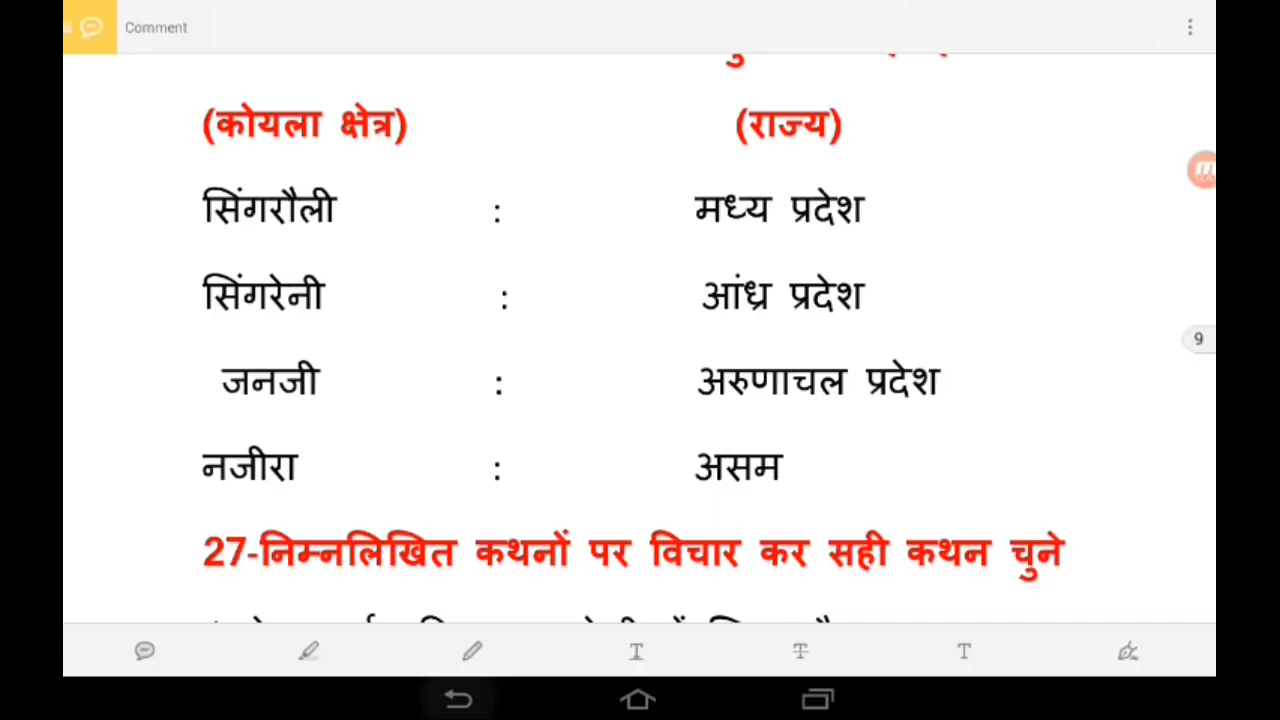 Comment
(कोयला क्षेत्र) (राज्य)
सिंगरौली : मध्य प्रदेश
सिंगरेनी : आंध्र प्रदेश
जनजी : अरुणाचल प्रदेश
9
नजीरा : असम
27-निम्नलिखित कथनों पर विचार कर सही कथन चुने